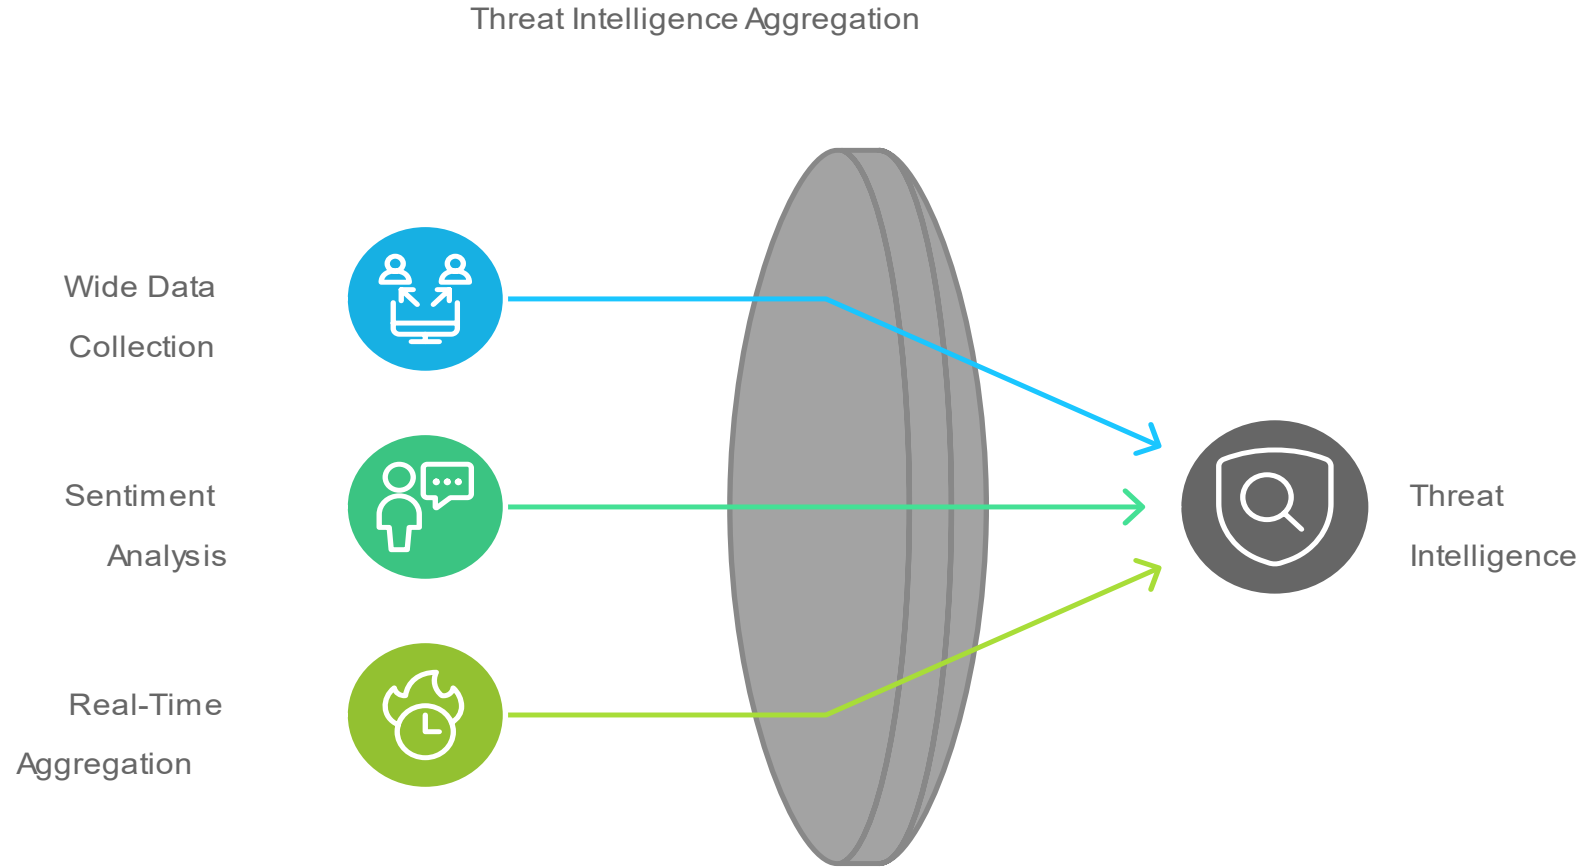 Threat Intelligence Aggregation
Wide Data
Collection
Sentiment
Analysis
Real-Time
Aggregation
Threat
Intelligence